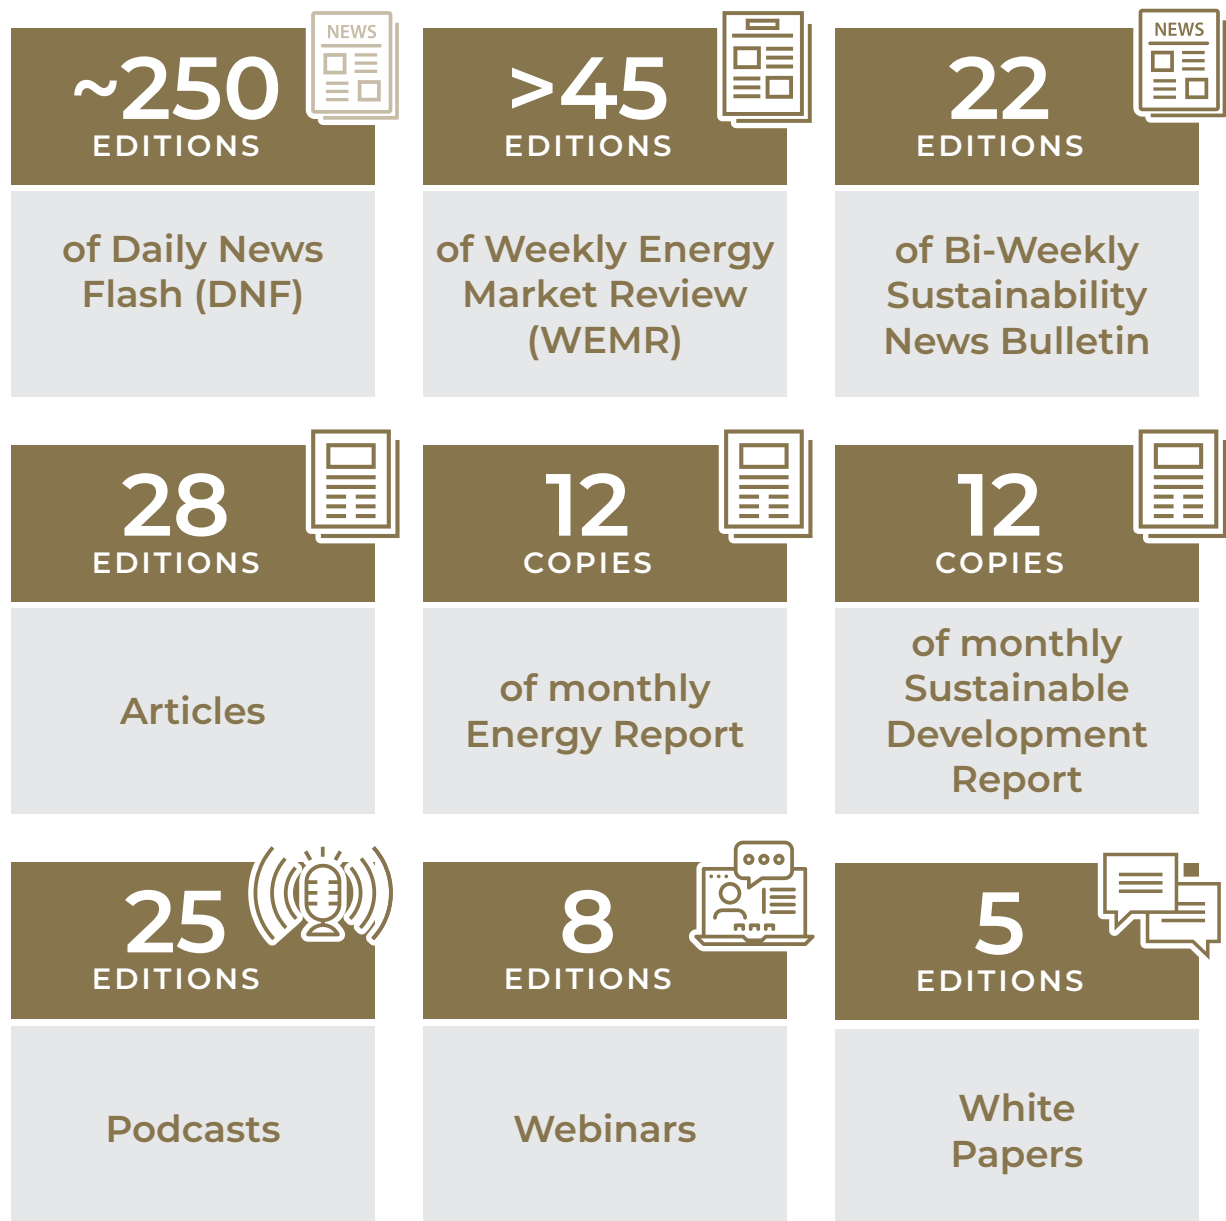 NEWS
~250
EDITIONS
of Daily News
Flash (DNF)
>45
EDITIONS
of Weekly Energy
Market Review
(WEMR)
NEWS
22
EDITIONS
of Bi-Weekly
Sustainability
News Bulletin
28
EDITIONS
Articles
12
COPIES
of monthly
Energy Report
12
COPIES
of monthly
Sustainable
Development
Report
25
EDITIONS
Podcasts
8
EDITIONS
Webinars
5
EDITIONS
White
Papers